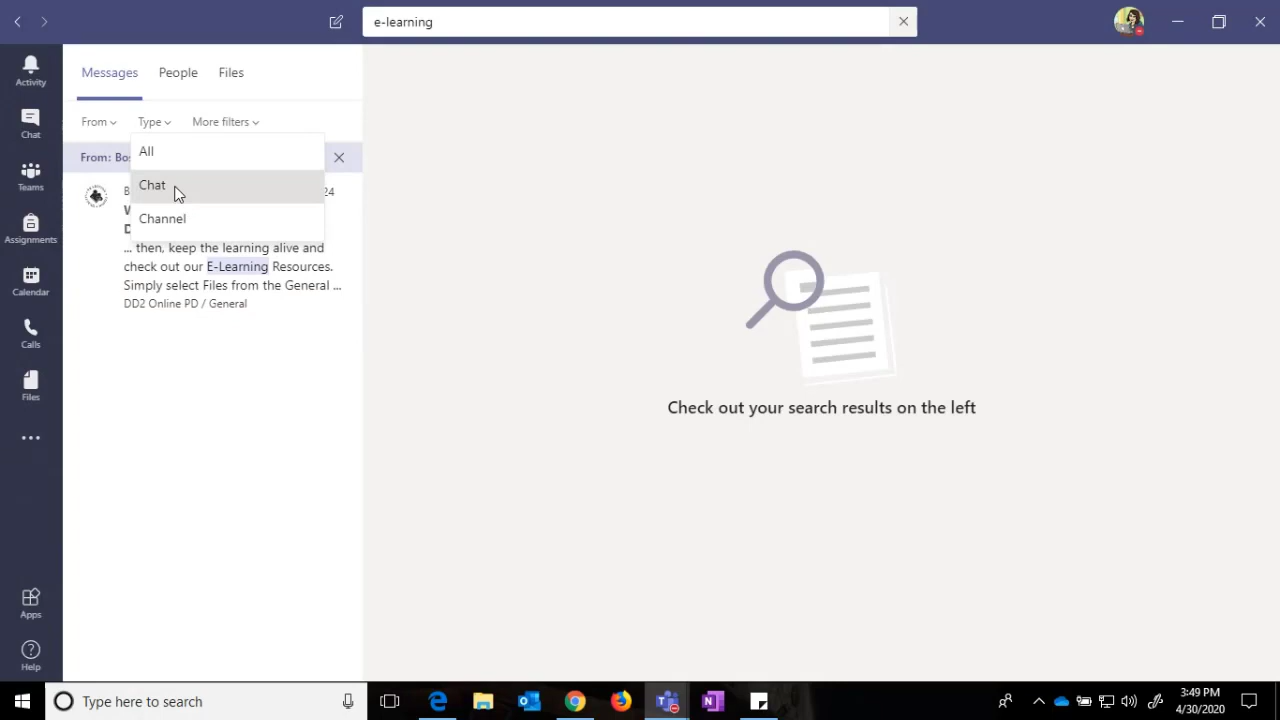 e-learning
Activity
Chat
Teams
Assignments
Calendar
Calls
Files
Apps
Help
Messages People Files
From Type More filters
From: Bos
All
Chat
Channel
B 24
W
D
... then, keep the learning alive and
check out our E-Learning Resources.
Simply select Files from the General ...
DD2 Online PD / General
Check out your search results on the left
Type here to search
3:49 PM
4/30/2020